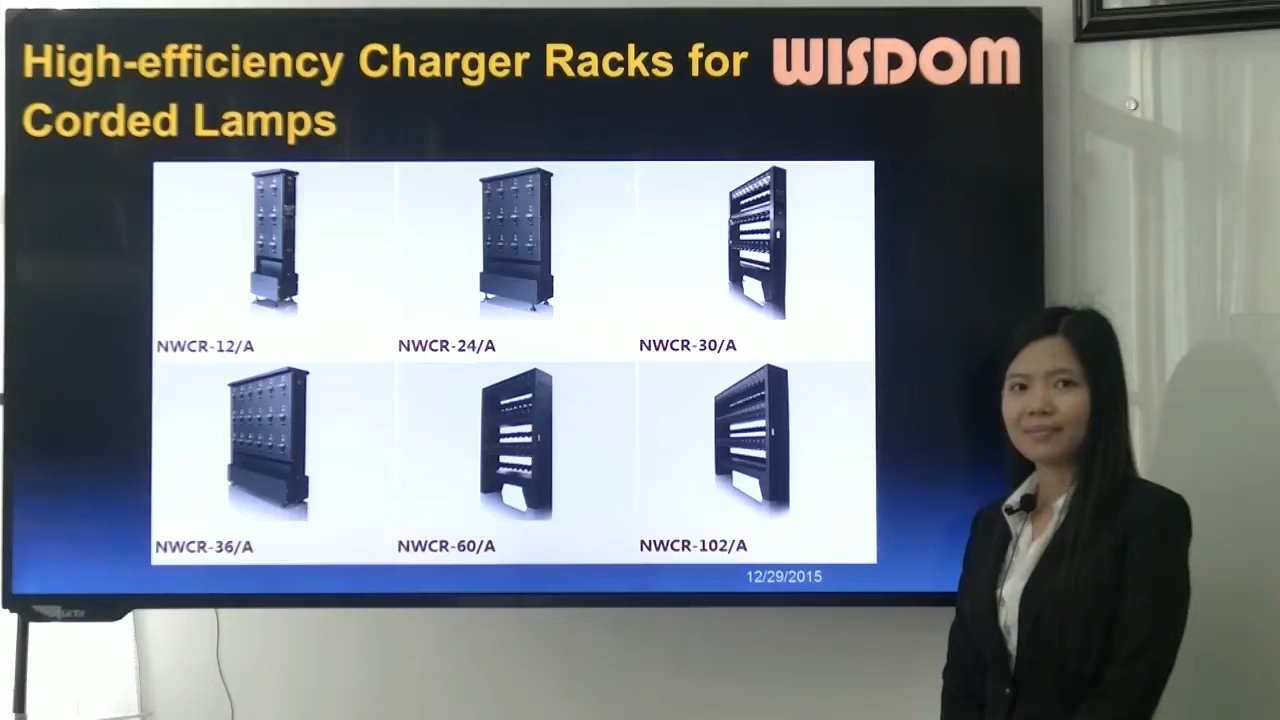 High-efficiency Charger Racks for
WISDOM
Corded Lamps
NWCR-12/A
NWCR-24/A
NWCR-30/A
NWCR-36/A
NWCR-60/A
NWCR-102/A
12/29/2015